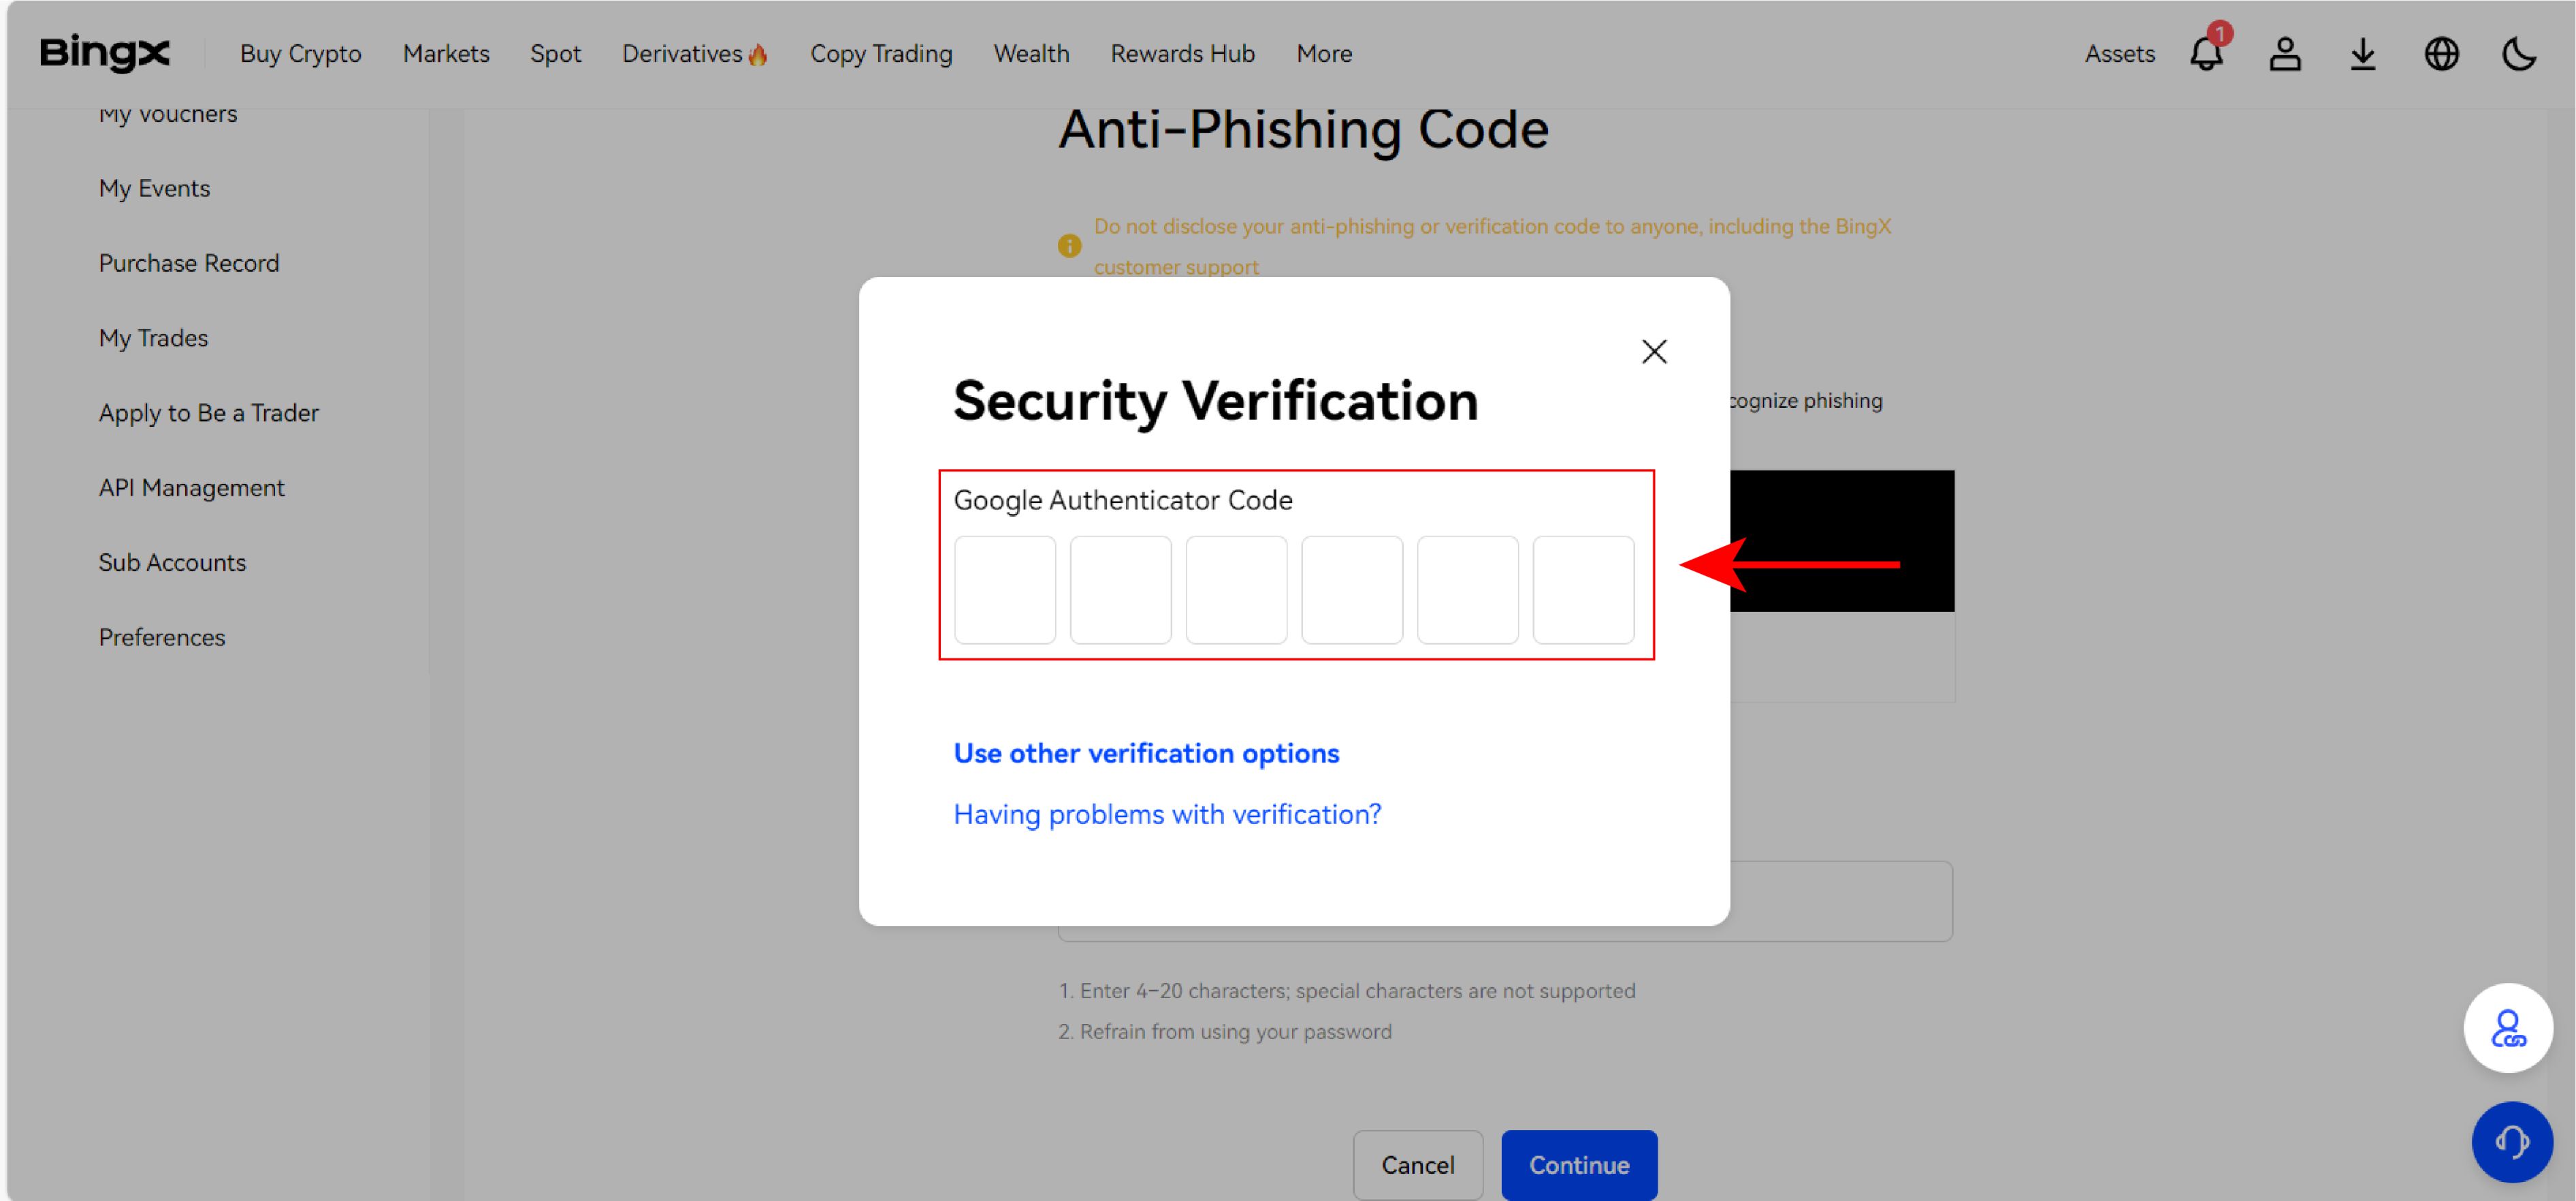 BingX
Buy Crypto Markets Spot Derivatives Copy Trading Wealth Rewards Hub More Assets 1
My Vouchers
My Events
Purchase Record
My Trades
Apply to Be a Trader
API Management
Sub Accounts
Preferences
Anti-Phishing Code
Do not disclose your anti-phishing or verification code to anyone, including the BingX
customer support
cognize phishing
Security Verification
Google Authenticator Code
Use other verification options
Having problems with verification?
1. Enter 4-20 characters; special characters are not supported
2. Refrain from using your password
Cancel Continue